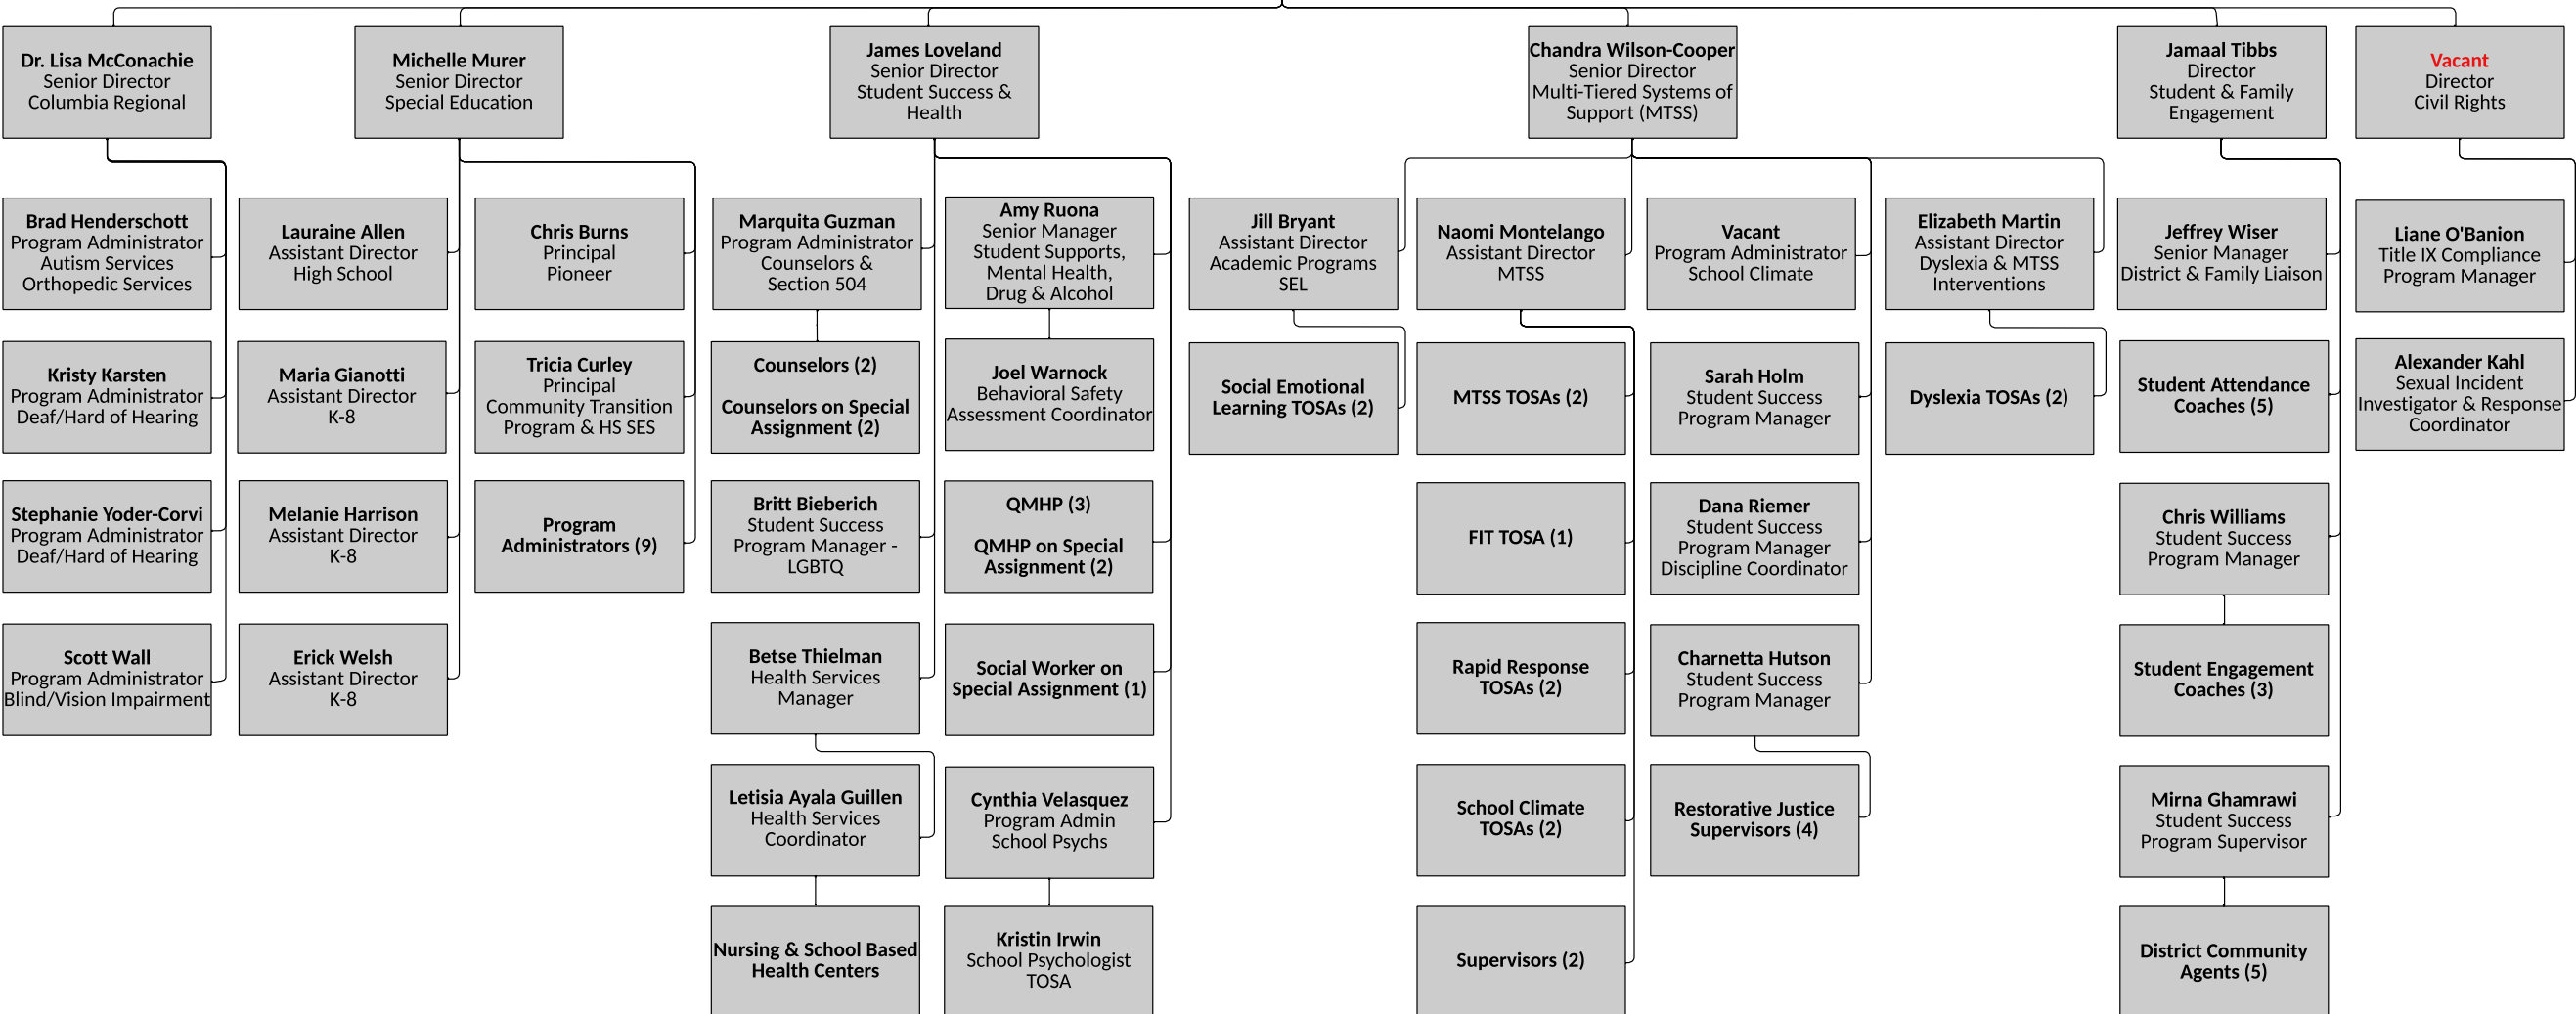 Dr. Lisa McConachie
Senior Director
Columbia Regional
Michelle Murer
Senior Director
Special Education
James Loveland
Senior Director
Student Success &
Health
Chandra Wilson-Cooper
Senior Director
Multi-Tiered Systems of
Support (MTSS)
Jamaal Tibbs
Director
Student & Family
Engagement
Vacant
Director
Civil Rights
Brad Henderschott
Program Administrator
Autism Services
Orthopedic Services
Lauraine Allen
Assistant Director
High School
Chris Burns
Principal
Pioneer
Marquita Guzman
Program Administrator
Counselors &
Section 504
Amy Ruona
Senior Manager
Student Supports,
Mental Health,
Drug & Alcohol
Jill Bryant
Assistant Director
Academic Programs
SEL
Naomi Montelango
Assistant Director
MTSS
Vacant
Program Administrator
School Climate
Elizabeth Martin
Assistant Director
Dyslexia & MTSS
Interventions
Jeffrey Wiser
Senior Manager
District & Family Liaison
Liane O'Banion
Title IX Compliance
Program Manager
Kristy Karsten
Program Administrator
Deaf/Hard of Hearing
Maria Gianotti
Assistant Director
K-8
Tricia Curley
Principal
Community Transition
Program & HS SES
Counselors (2)
Counselors on Special
Assignment (2)
Joel Warnock
Behavioral Safety
Assessment Coordinator
Social Emotional
Learning TOSAs (2)
MTSS TOSAs (2)
Sarah Holm
Student Success
Program Manager
Dyslexia TOSAs (2)
Student Attendance
Coaches (5)
Alexander Kahl
Sexual Incident
Investigator & Response
Coordinator
Stephanie Yoder-Corvi
Program Administrator
Deaf/Hard of Hearing
Melanie Harrison
Assistant Director
K-8
Program
Administrators (9)
Britt Bieberich
Student Success
Program Manager -
LGBTQ
QMHP (3)
QMHP on Special
Assignment (2)
FIT TOSA (1)
Dana Riemer
Student Success
Program Manager
Discipline Coordinator
Chris Williams
Student Success
Program Manager
Scott Wall
Program Administrator
Blind/Vision Impairment
Erick Welsh
Assistant Director
K-8
Betse Thielman
Health Services
Manager
Social Worker on
Special Assignment (1)
Rapid Response
TOSAs (2)
Charnetta Hutson
Student Success
Program Manager
Student Engagement
Coaches (3)
Letisia Ayala Guillen
Health Services
Coordinator
Cynthia Velasquez
Program Admin
School Psychs
School Climate
TOSAs (2)
Restorative Justice
Supervisors (4)
Mirna Ghamrawi
Student Success
Program Supervisor
Nursing & School Based
Health Centers
Kristin Irwin
School Psychologist
TOSA
Supervisors (2)
District Community
Agents (5)